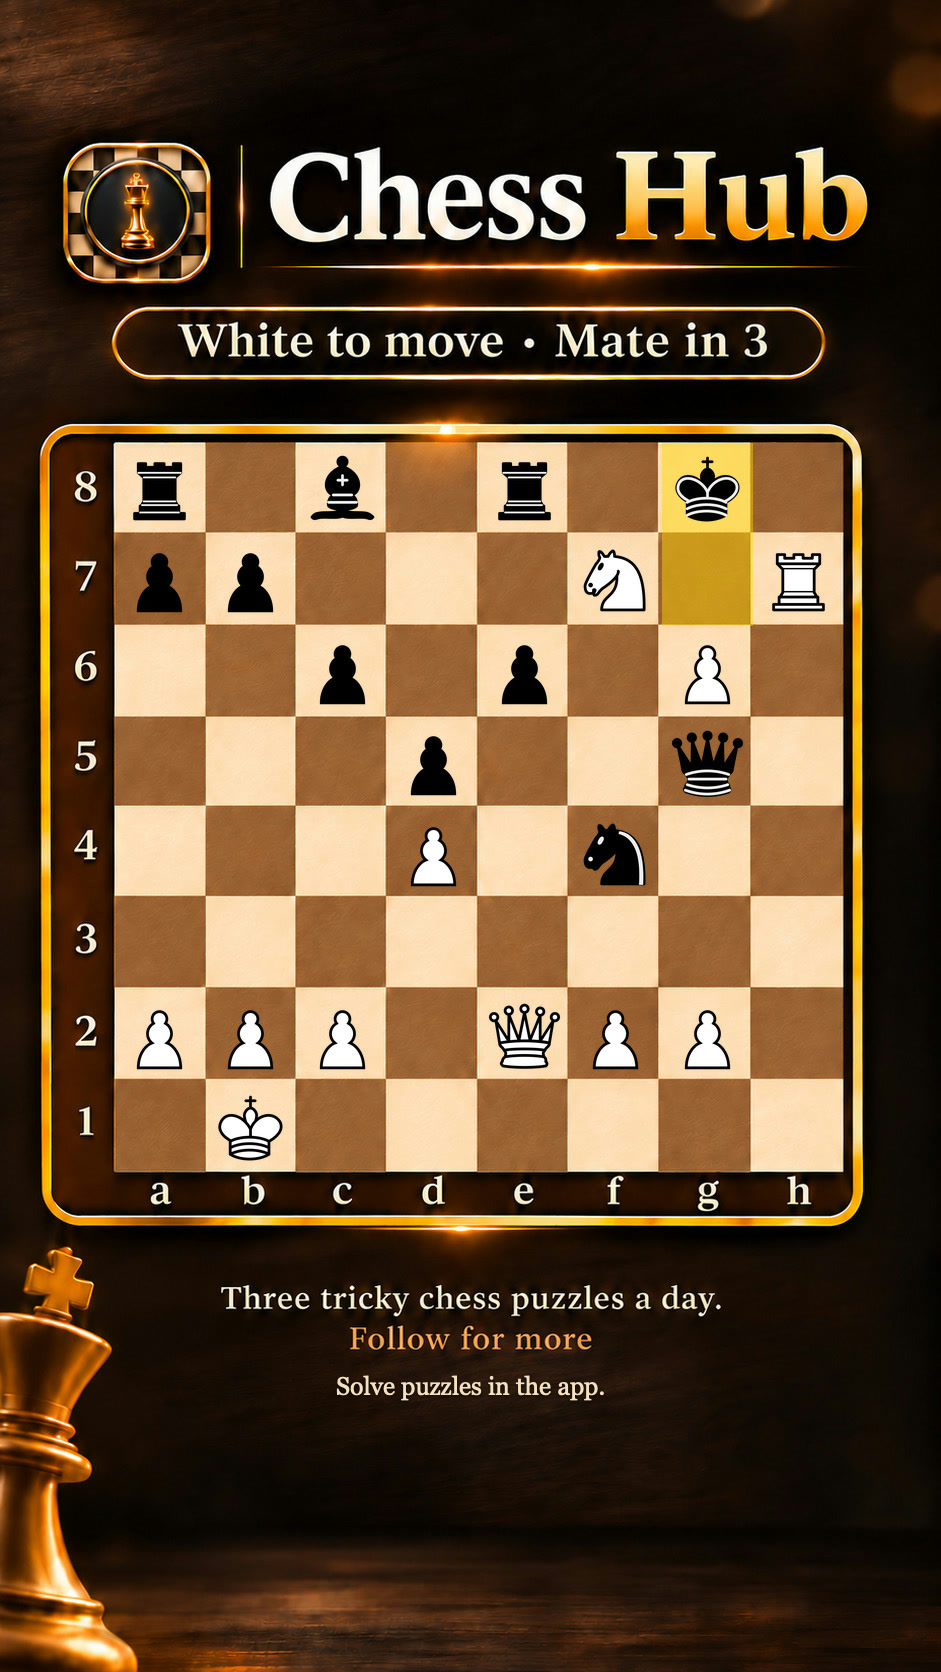 Chess Hub
White to move • Mate in 3
8
7
6
5
4
3
2
1
a b c d e f g h
Three tricky chess puzzles a day.
Follow for more
Solve puzzles in the app.